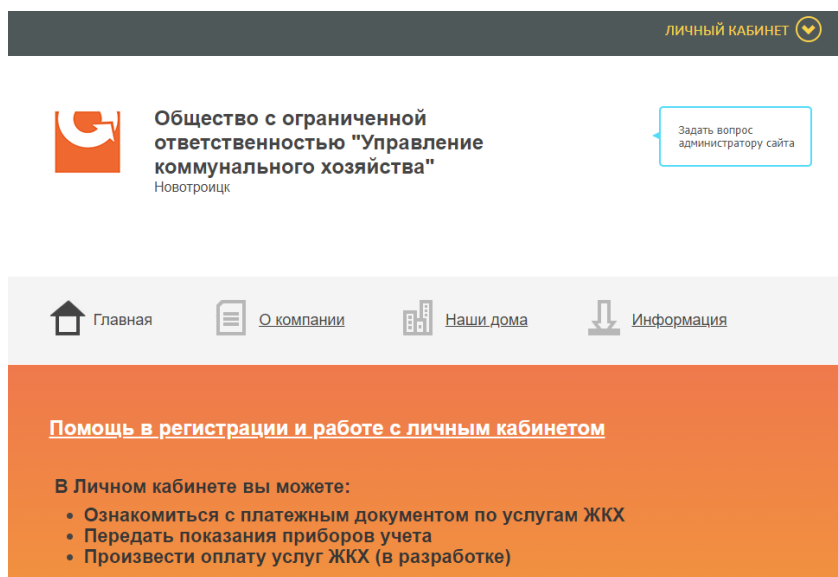 ЛИЧНЫЙ КАБИНЕТ
Общество с ограниченной
ответственностью "Управление
коммунального хозяйства"
Новотроицк
Задать вопрос
администратору сайта
Главная
О компании
Наши дома
Информация
Помощь в регистрации и работе с личным кабинетом
В Личном кабинете вы можете:
• Ознакомиться с платежным документом по услугам ЖКХ
• Передать показания приборов учета
• Произвести оплату услуг ЖКХ (в разработке)